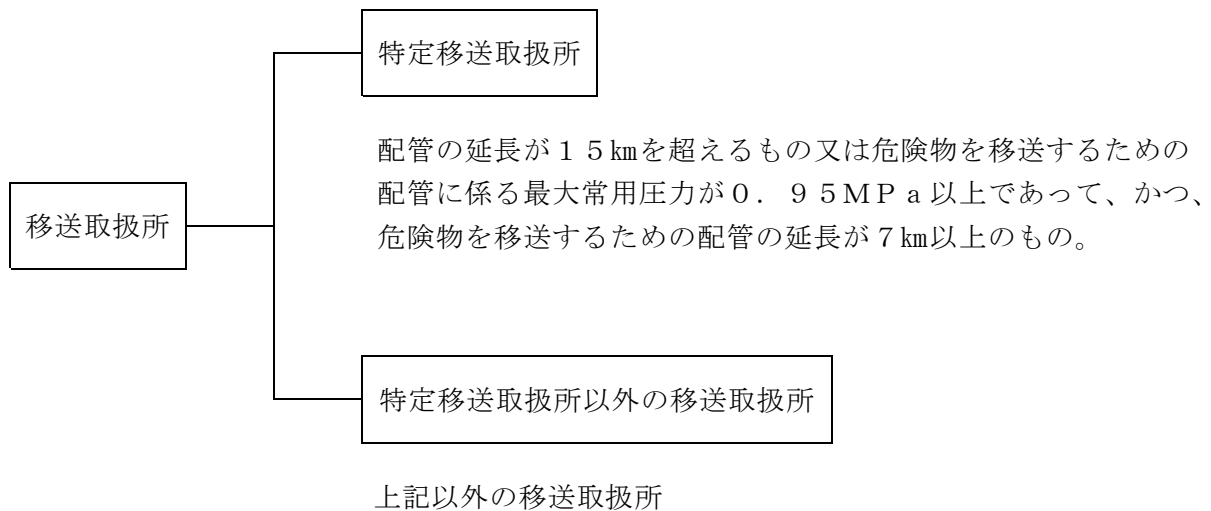 特定移送取扱所
配管の延長が１５㎞を超えるもの又は危険物を移送するための
配管に係る最大常用圧力が０．９５ＭＰａ以上であって、かつ、
移送取扱所
危険物を移送するための配管の延長が７㎞以上のもの。
特定移送取扱所以外の移送取扱所
上記以外の移送取扱所